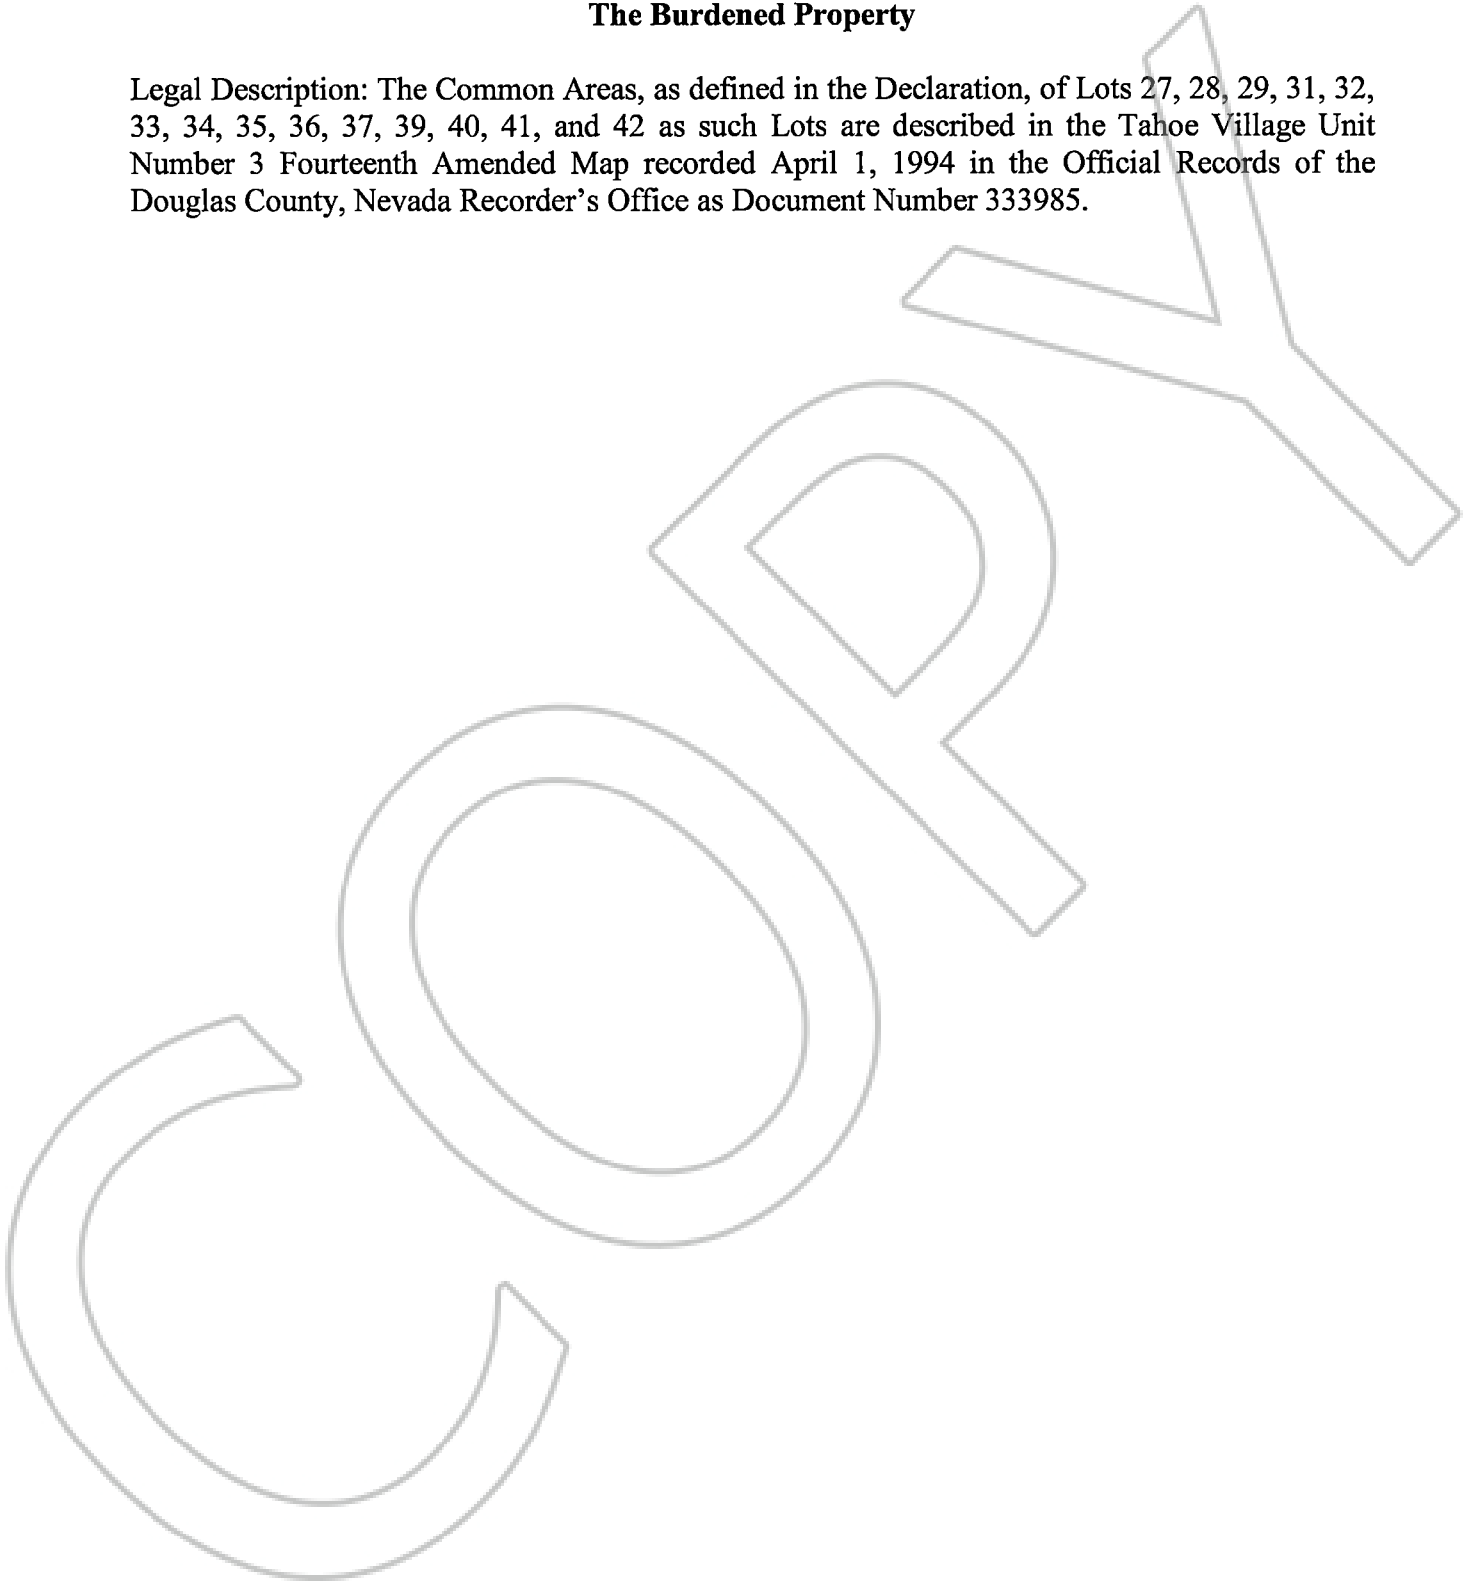 The Burdened Property
Legal Description: The Common Areas, as defined in the Declaration, of Lots 27, 28, 29, 31, 32,
33, 34, 35, 36, 37, 39, 40, 41, and 42 as such Lots are described in the Tahoe Village Unit
Number 3 Fourteenth Amended Map recorded April 1, 1994 in the Official Records of the
Douglas County, Nevada Recorder's Office as Document Number 333985.
COPY